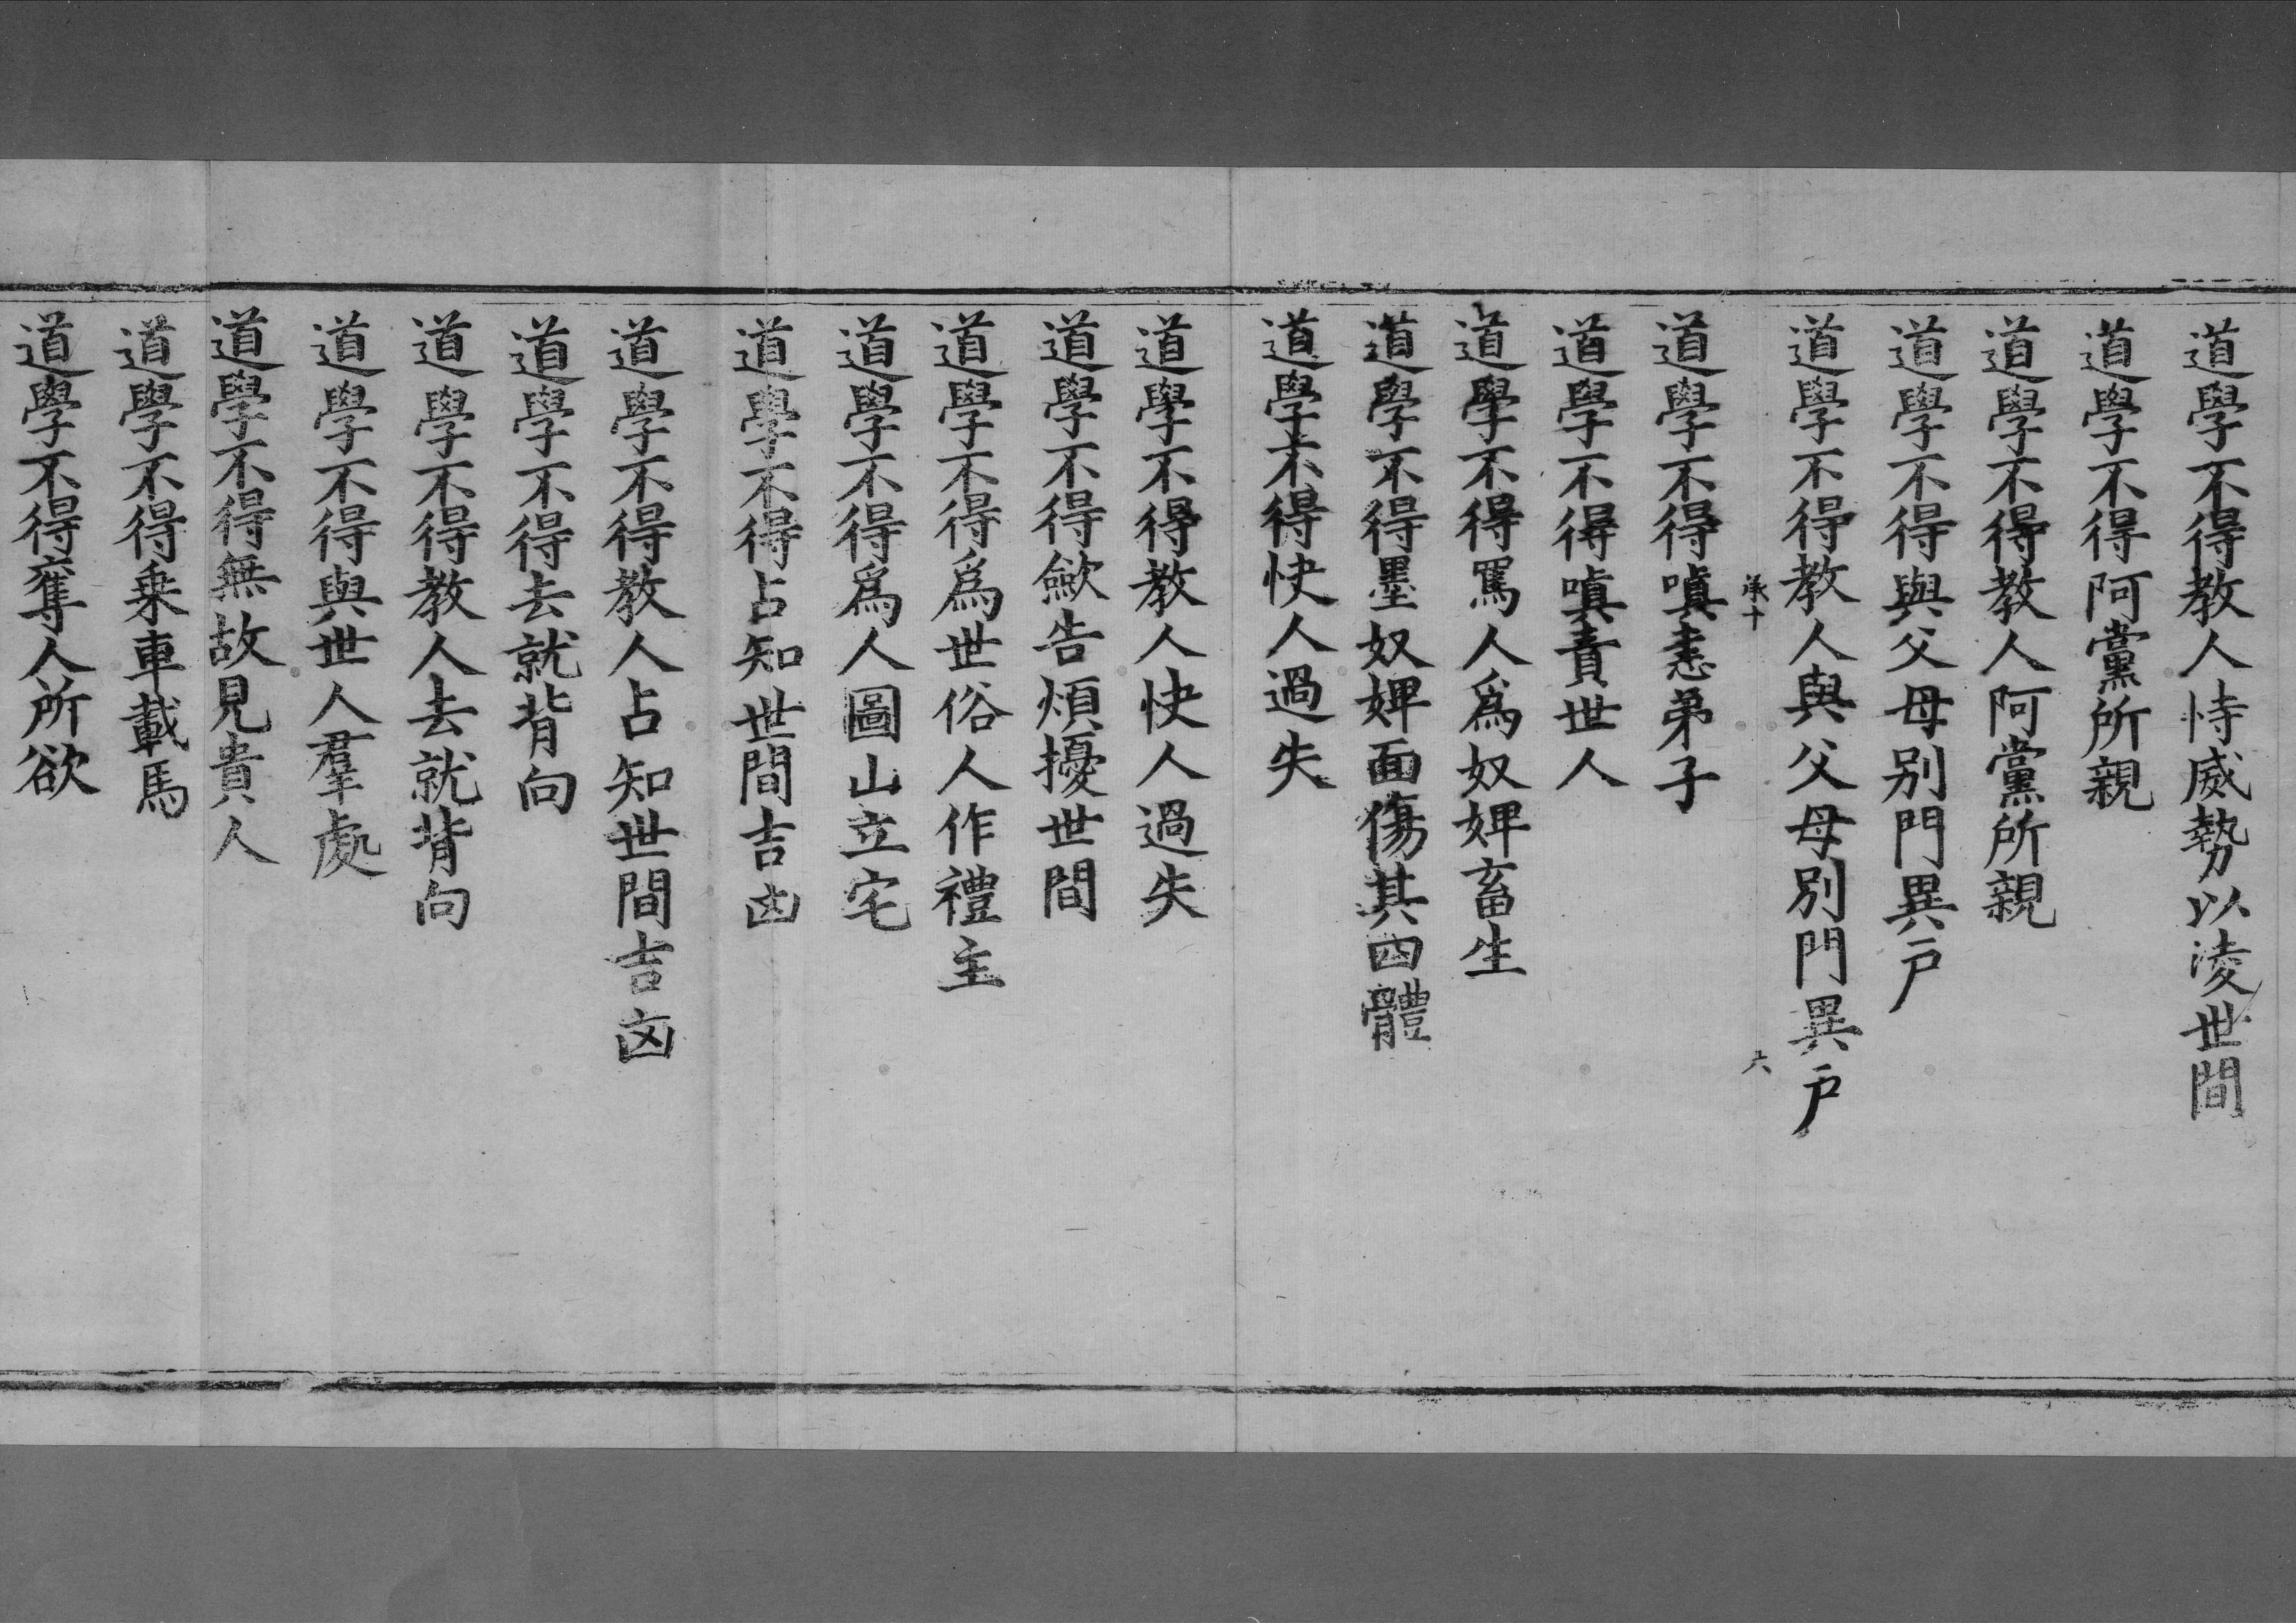 道學不得教人恃威勢以淩世間
道學不得阿黨所親
道學不得教人阿黨所親
道學不得與父母別門異戶
道學不得教人與父母別門異戶
承十 六
道學不得嗔恚弟子
道學不得嗔責世人
道學不得罵人爲奴婢畜生
道學不得墨奴婢面傷其四體
道學不得快人過失
道學不得教人快人過失
道學不得歛告煩擾世間
道學不得爲世俗人作禮主
道學不得爲人圖山立宅
道學不得占知世間吉凶
道學不得教人占知世間吉凶
道學不得去就背向
道學不得教人去就背向
道學不得與世人羣處
道學不得無故見貴人
道學不得乗車載馬
道學不得奪人所欲